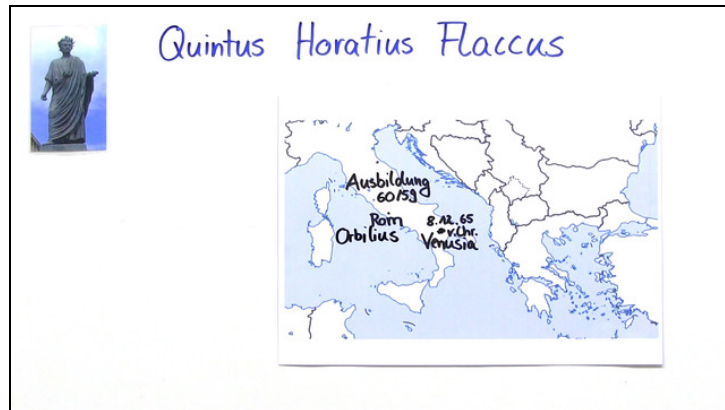 Quintus Horatius Flaccus
Ausbildung
60/59
Rom
Orbilius
8.12.65
* v.Chr.
Venusia